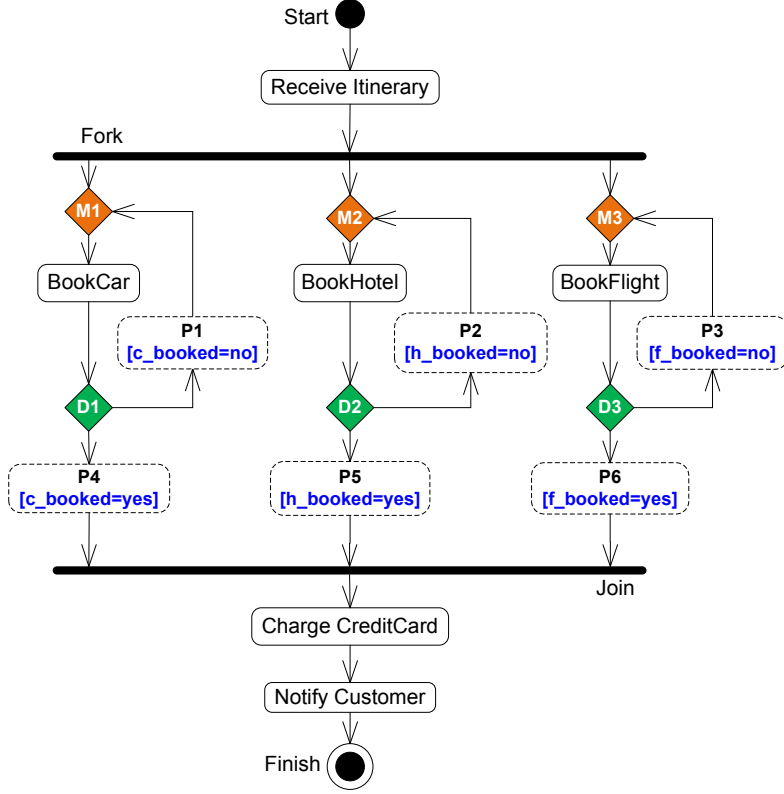 Start
Receive Itinerary
Fork
M1
M2
M3
BookCar
BookHotel
BookFlight
P1
[c_booked=no]
P2
[h_booked=no]
P3
[f_booked=no]
D1
D2
D3
P4
[c_booked=yes]
P5
[h_booked=yes]
P6
[f_booked=yes]
Join
Charge CreditCard
Notify Customer
Finish